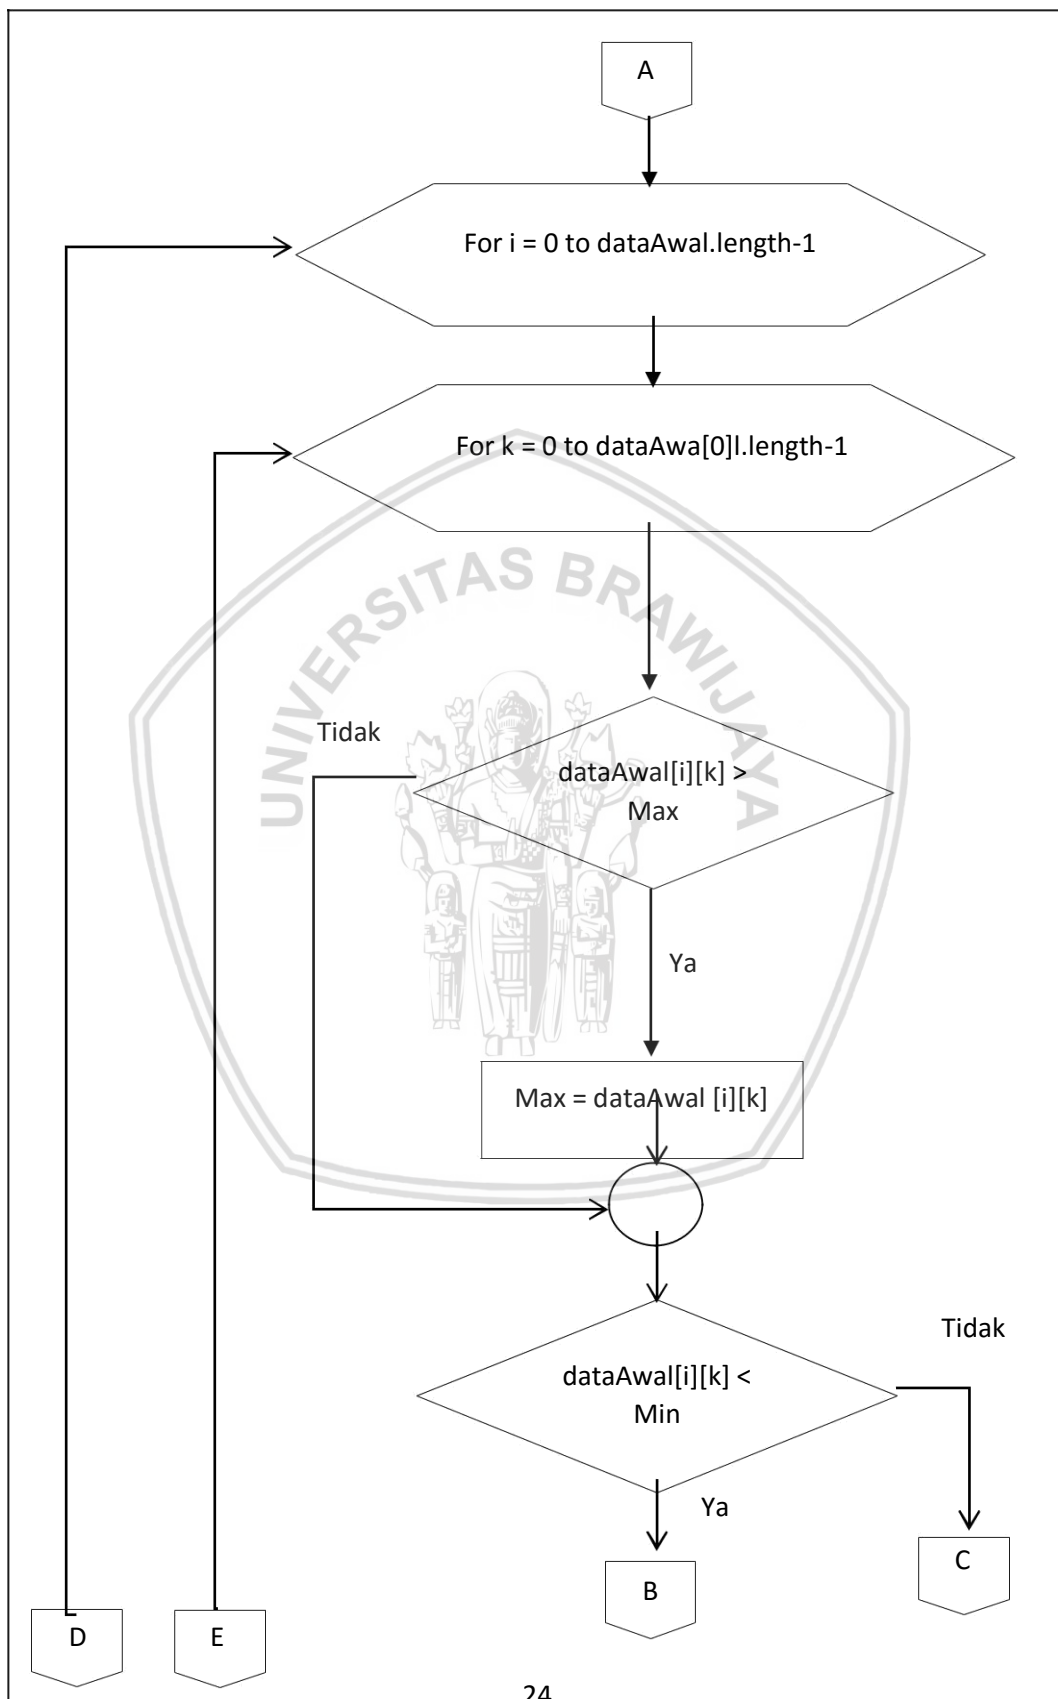 A
For i = 0 to dataAwal.length-1
For k = 0 to dataAwa[0]l.length-1
UNIVERSITAS BRAWIJAYA
Tidak
dataAwal[i][k] >
Max
Ya
Max = dataAwal [i][k]
Tidak
dataAwal[i][k] <
Min
Ya
C
B
D
E
24